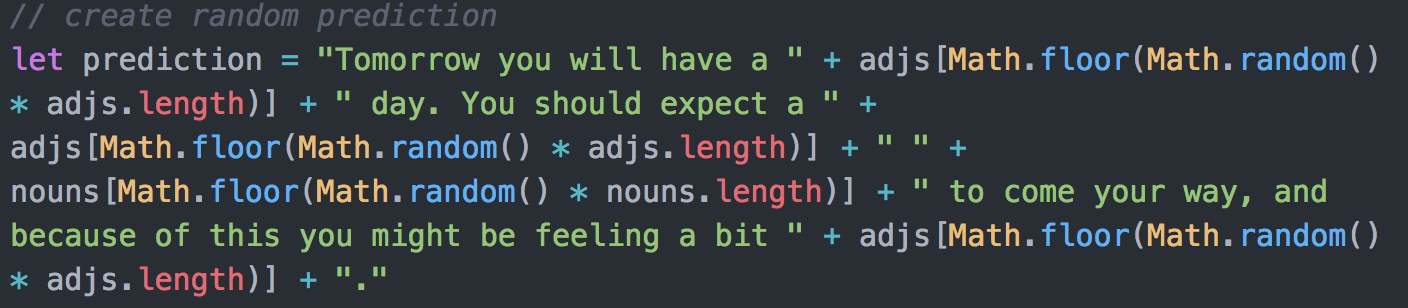 // create random prediction
let prediction = "Tomorrow you will have a " + adjs[Math.floor(Math.random()
* adjs.length)] + " day. You should expect a " +
adjs[Math.floor(Math.random() * adjs.length)] + " " +
nouns[Math.floor(Math.random() * nouns.length)] + " to come your way, and
because of this you might be feeling a bit " + adjs[Math.floor(Math.random()
* adjs.length)] + "."